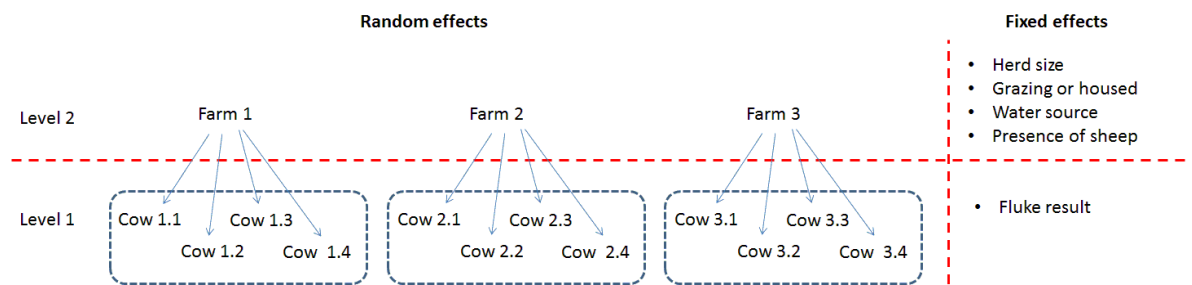 Random effects
Fixed effects
• Herd size
• Grazing or housed
• Water source
• Presence of sheep
Level 2
Farm 1
Farm 2
Farm 3
Level 1
Cow 1.1
Cow 1.3
Cow 1.2
Cow 1.4
Cow 2.1
Cow 2.3
Cow 2.2
Cow 2.4
Cow 3.1
Cow 3.3
Cow 3.2
Cow 3.4
• Fluke result